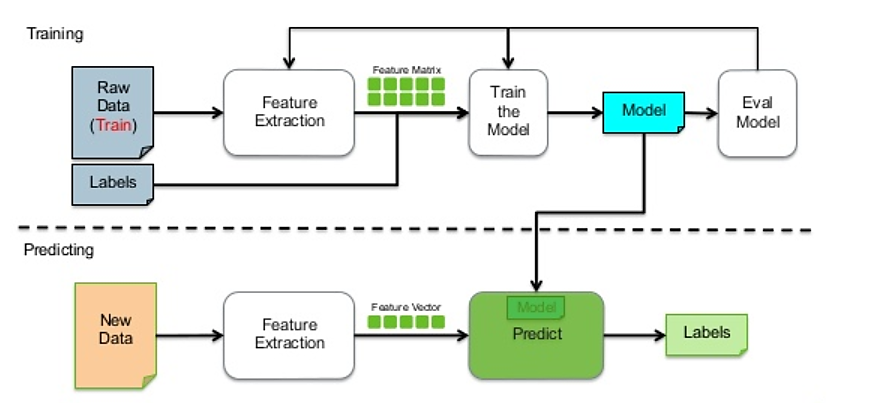 Training
Raw
Data
(Train)
Feature
Extraction
Feature Matrix
Train
the
Model
Model
Eval
Model
Labels
Predicting
New
Data
Feature
Extraction
Feature Vector
Model
Predict
Labels